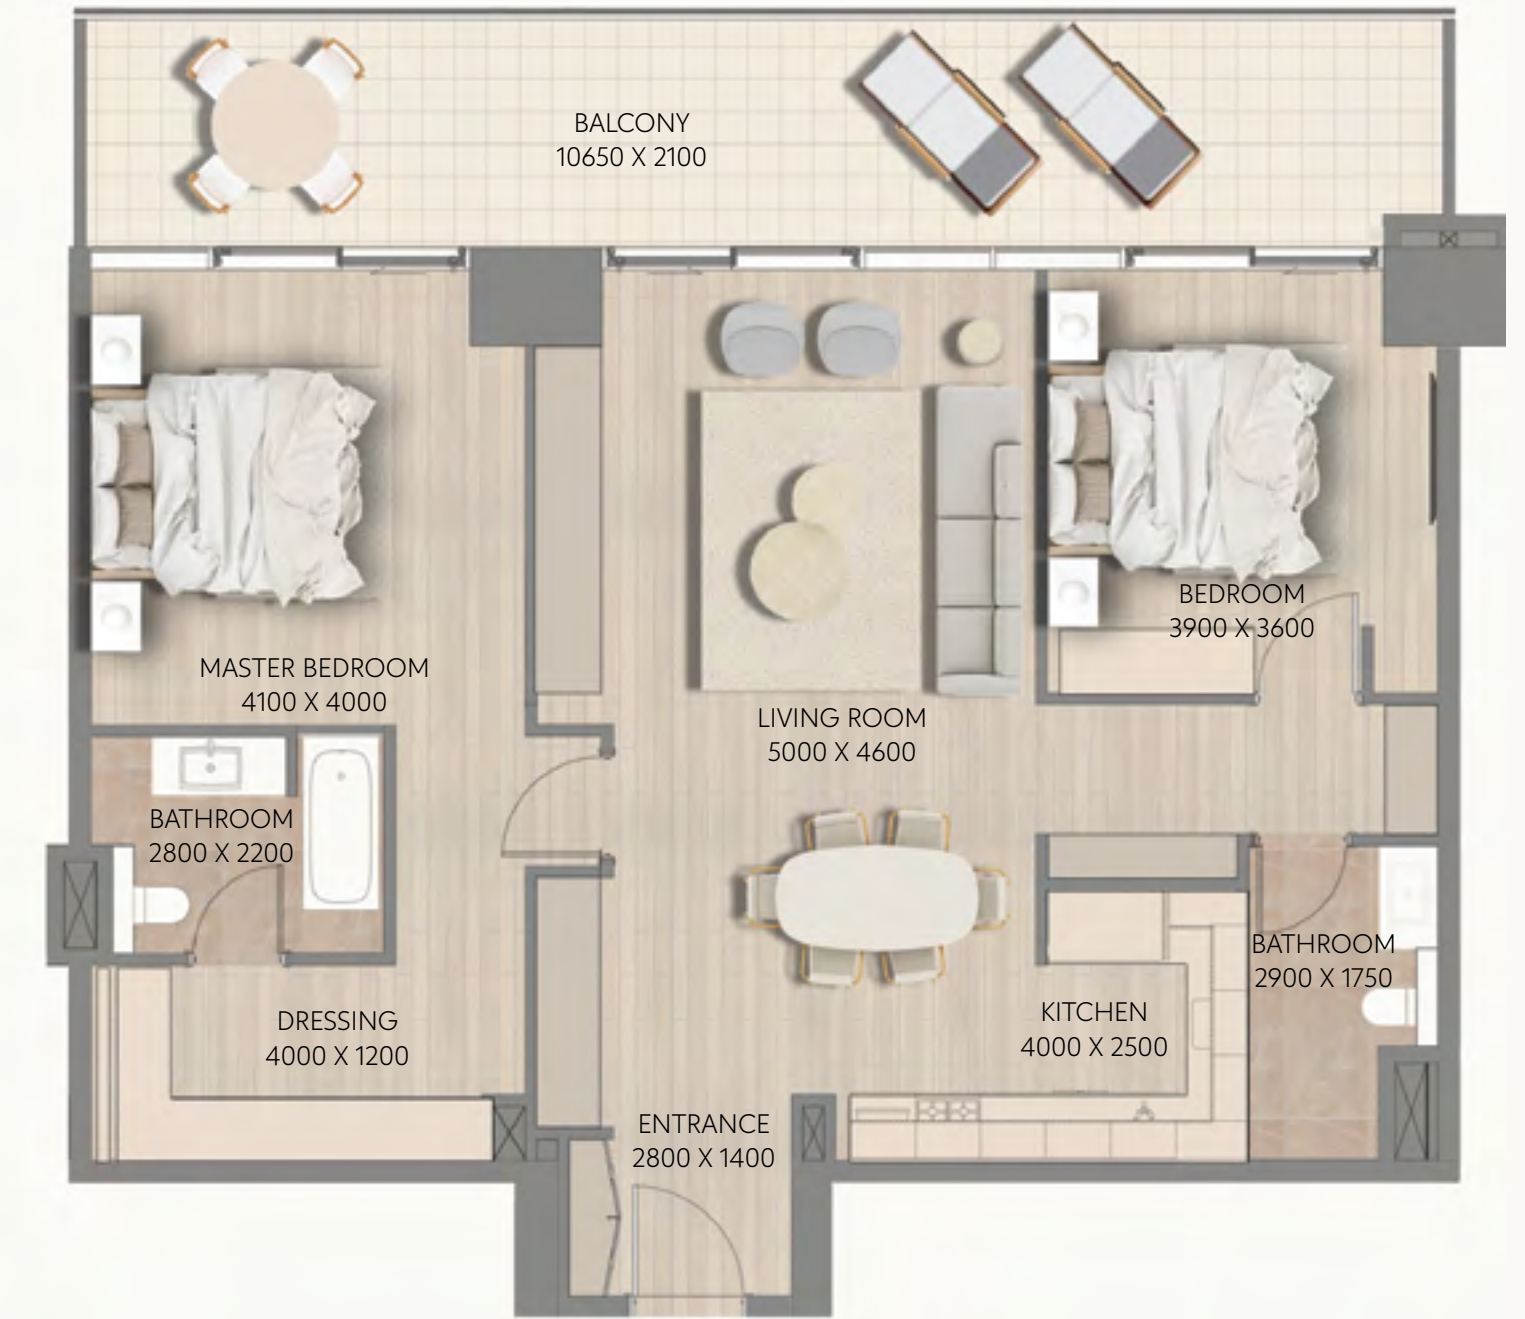 BALCONY
10650 X 2100
BEDROOM
3900 X 3600
MASTER BEDROOM
4100 X 4000
LIVING ROOM
5000 X 4600
BATHROOM
2800 X 2200
BATHROOM
2900 X 1750
DRESSING
4000 X 1200
KITCHEN
4000 X 2500
ENTRANCE
2800 X 1400